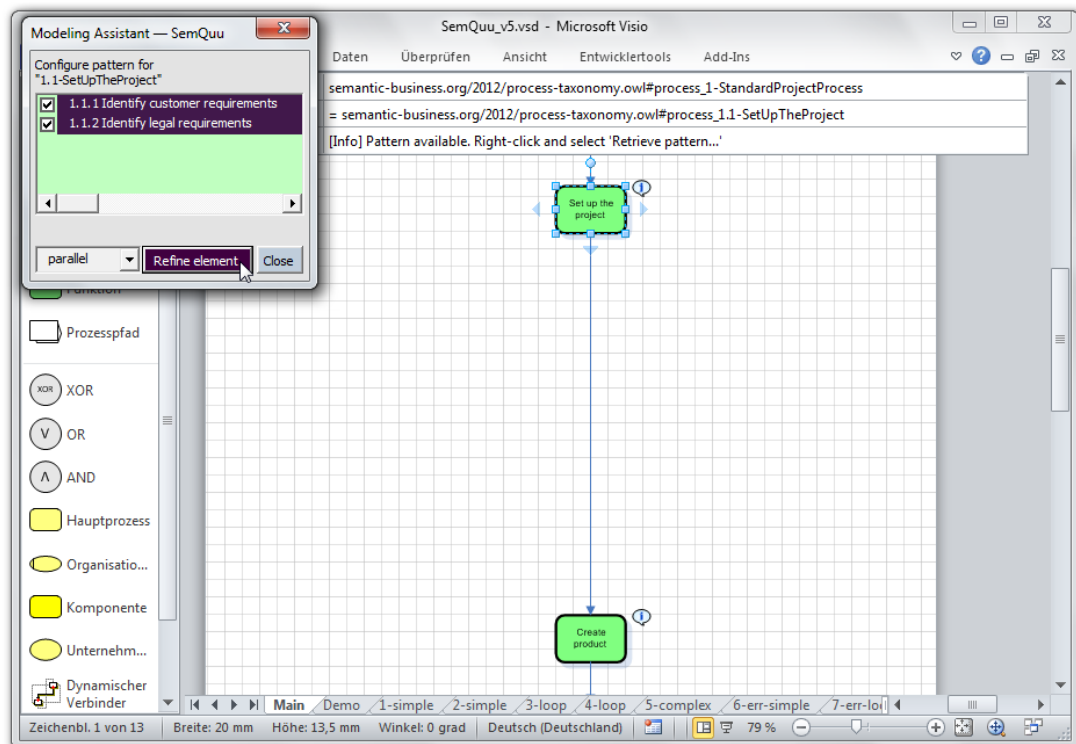 SemQuu_v5.vsd - Microsoft Visio
Modeling Assistant — SemQuu
Daten Überprüfen Ansicht Entwicklertools Add-Ins
Configure pattern for
"1.1-SetUpTheProject"
1.1.1 Identify customer requirements
1.1.2 Identify legal requirements
parallel Refine element Close
semantic-business.org/2012/process-taxonomy.owl#process_1-StandardProjectProcess
= semantic-business.org/2012/process-taxonomy.owl#process_1.1-SetUpTheProject
[Info] Pattern available. Right-click and select 'Retrieve pattern...'
Set up the
project
Funktion
Prozesspfad
XOR XOR
V OR
Λ AND
Hauptprozess
Organisatio...
Komponente
Unternehm...
Dynamischer
Verbinder
Create
product
Main Demo 1-simple 2-simple 3-loop 4-loop 5-complex 6-err-simple 7-err-loo
Zeichenbl. 1 von 13 Breite: 20 mm Höhe: 13,5 mm Winkel: 0 grad Deutsch (Deutschland) 79 %